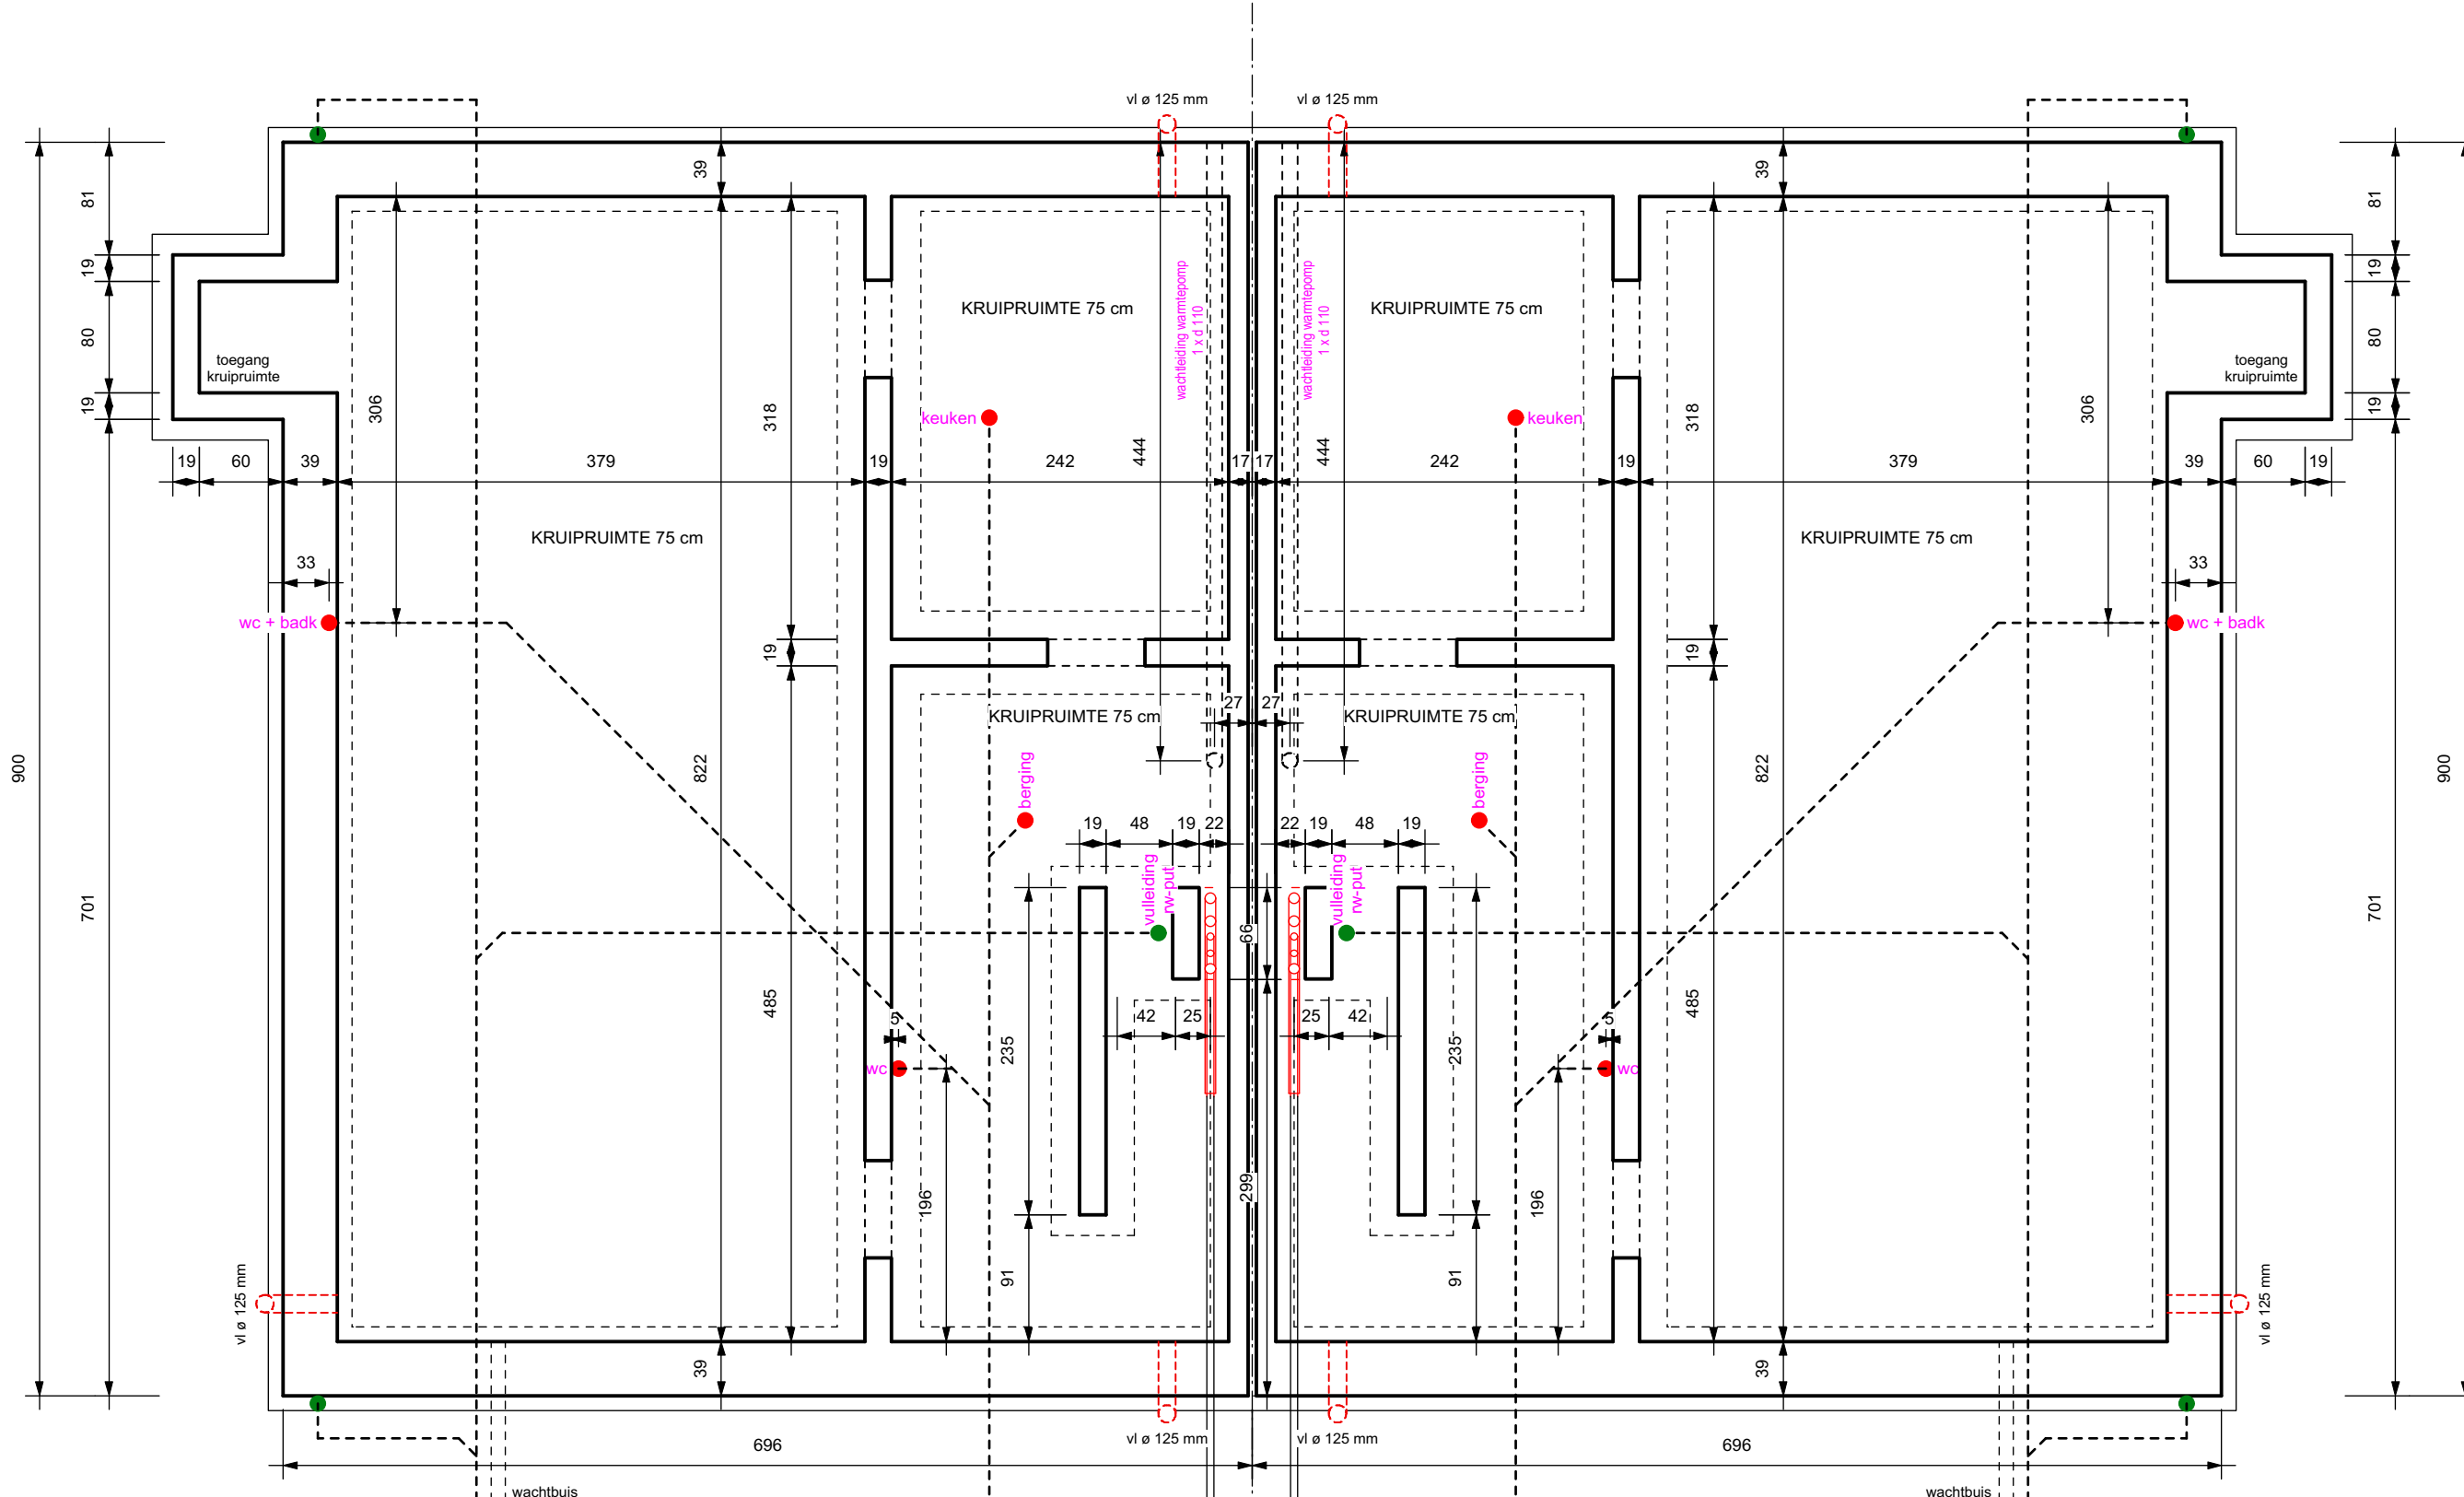 vl ø 125 mm
vl ø 125 mm
39
39
81
81
19
19
80
80
19
19
toegang
kruipruimte
toegang
kruipruimte
KRUIPRUIMTE 75 cm
KRUIPRUIMTE 75 cm
wachtleiding warmtepomp
1 x d 110
wachtleiding warmtepomp
1 x d 110
306
318
keuken
444
444
keuken
318
306
19
60
39
379
19
242
17
17
242
19
379
39
60
19
KRUIPRUIMTE 75 cm
KRUIPRUIMTE 75 cm
33
33
wc + badk
wc + badk
19
19
27
27
KRUIPRUIMTE 75 cm
KRUIPRUIMTE 75 cm
900
822
berging
berging
822
900
19
48
19
22
22
19
48
19
vulleiding
rw-put
vulleiding
rw-put
701
66
701
485
5
42
25
25
42
5
485
235
235
wc
wc
196
299
196
91
91
vl ø 125 mm
vl ø 125 mm
39
39
696
vl ø 125 mm
vl ø 125 mm
696
wachtbuis
wachtbuis